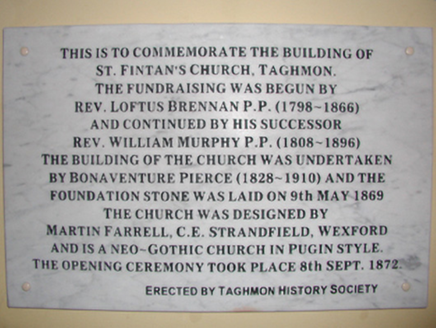 THIS IS TO COMMEMORATE THE BUILDING OF
ST. FINTAN'S CHURCH, TAGHMON.
THE FUNDRAISING WAS BEGUN BY
REV. LOFTUS BRENNAN P.P. (1798~1866)
AND CONTINUED BY HIS SUCCESSOR
REV. WILLIAM MURPHY P.P. (1808~1896)
THE BUILDING OF THE CHURCH WAS UNDERTAKEN
BY BONAVENTURE PIERCE (1828~1910) AND THE
FOUNDATION STONE WAS LAID ON 9th MAY 1869
THE CHURCH WAS DESIGNED BY
MARTIN FARRELL, C.E. STRANDFIELD, WEXFORD
AND IS A NEO~GOTHIC CHURCH IN PUGIN STYLE.
THE OPENING CEREMONY TOOK PLACE 8th SEPT. 1872.
ERECTED BY TAGHMON HISTORY SOCIETY